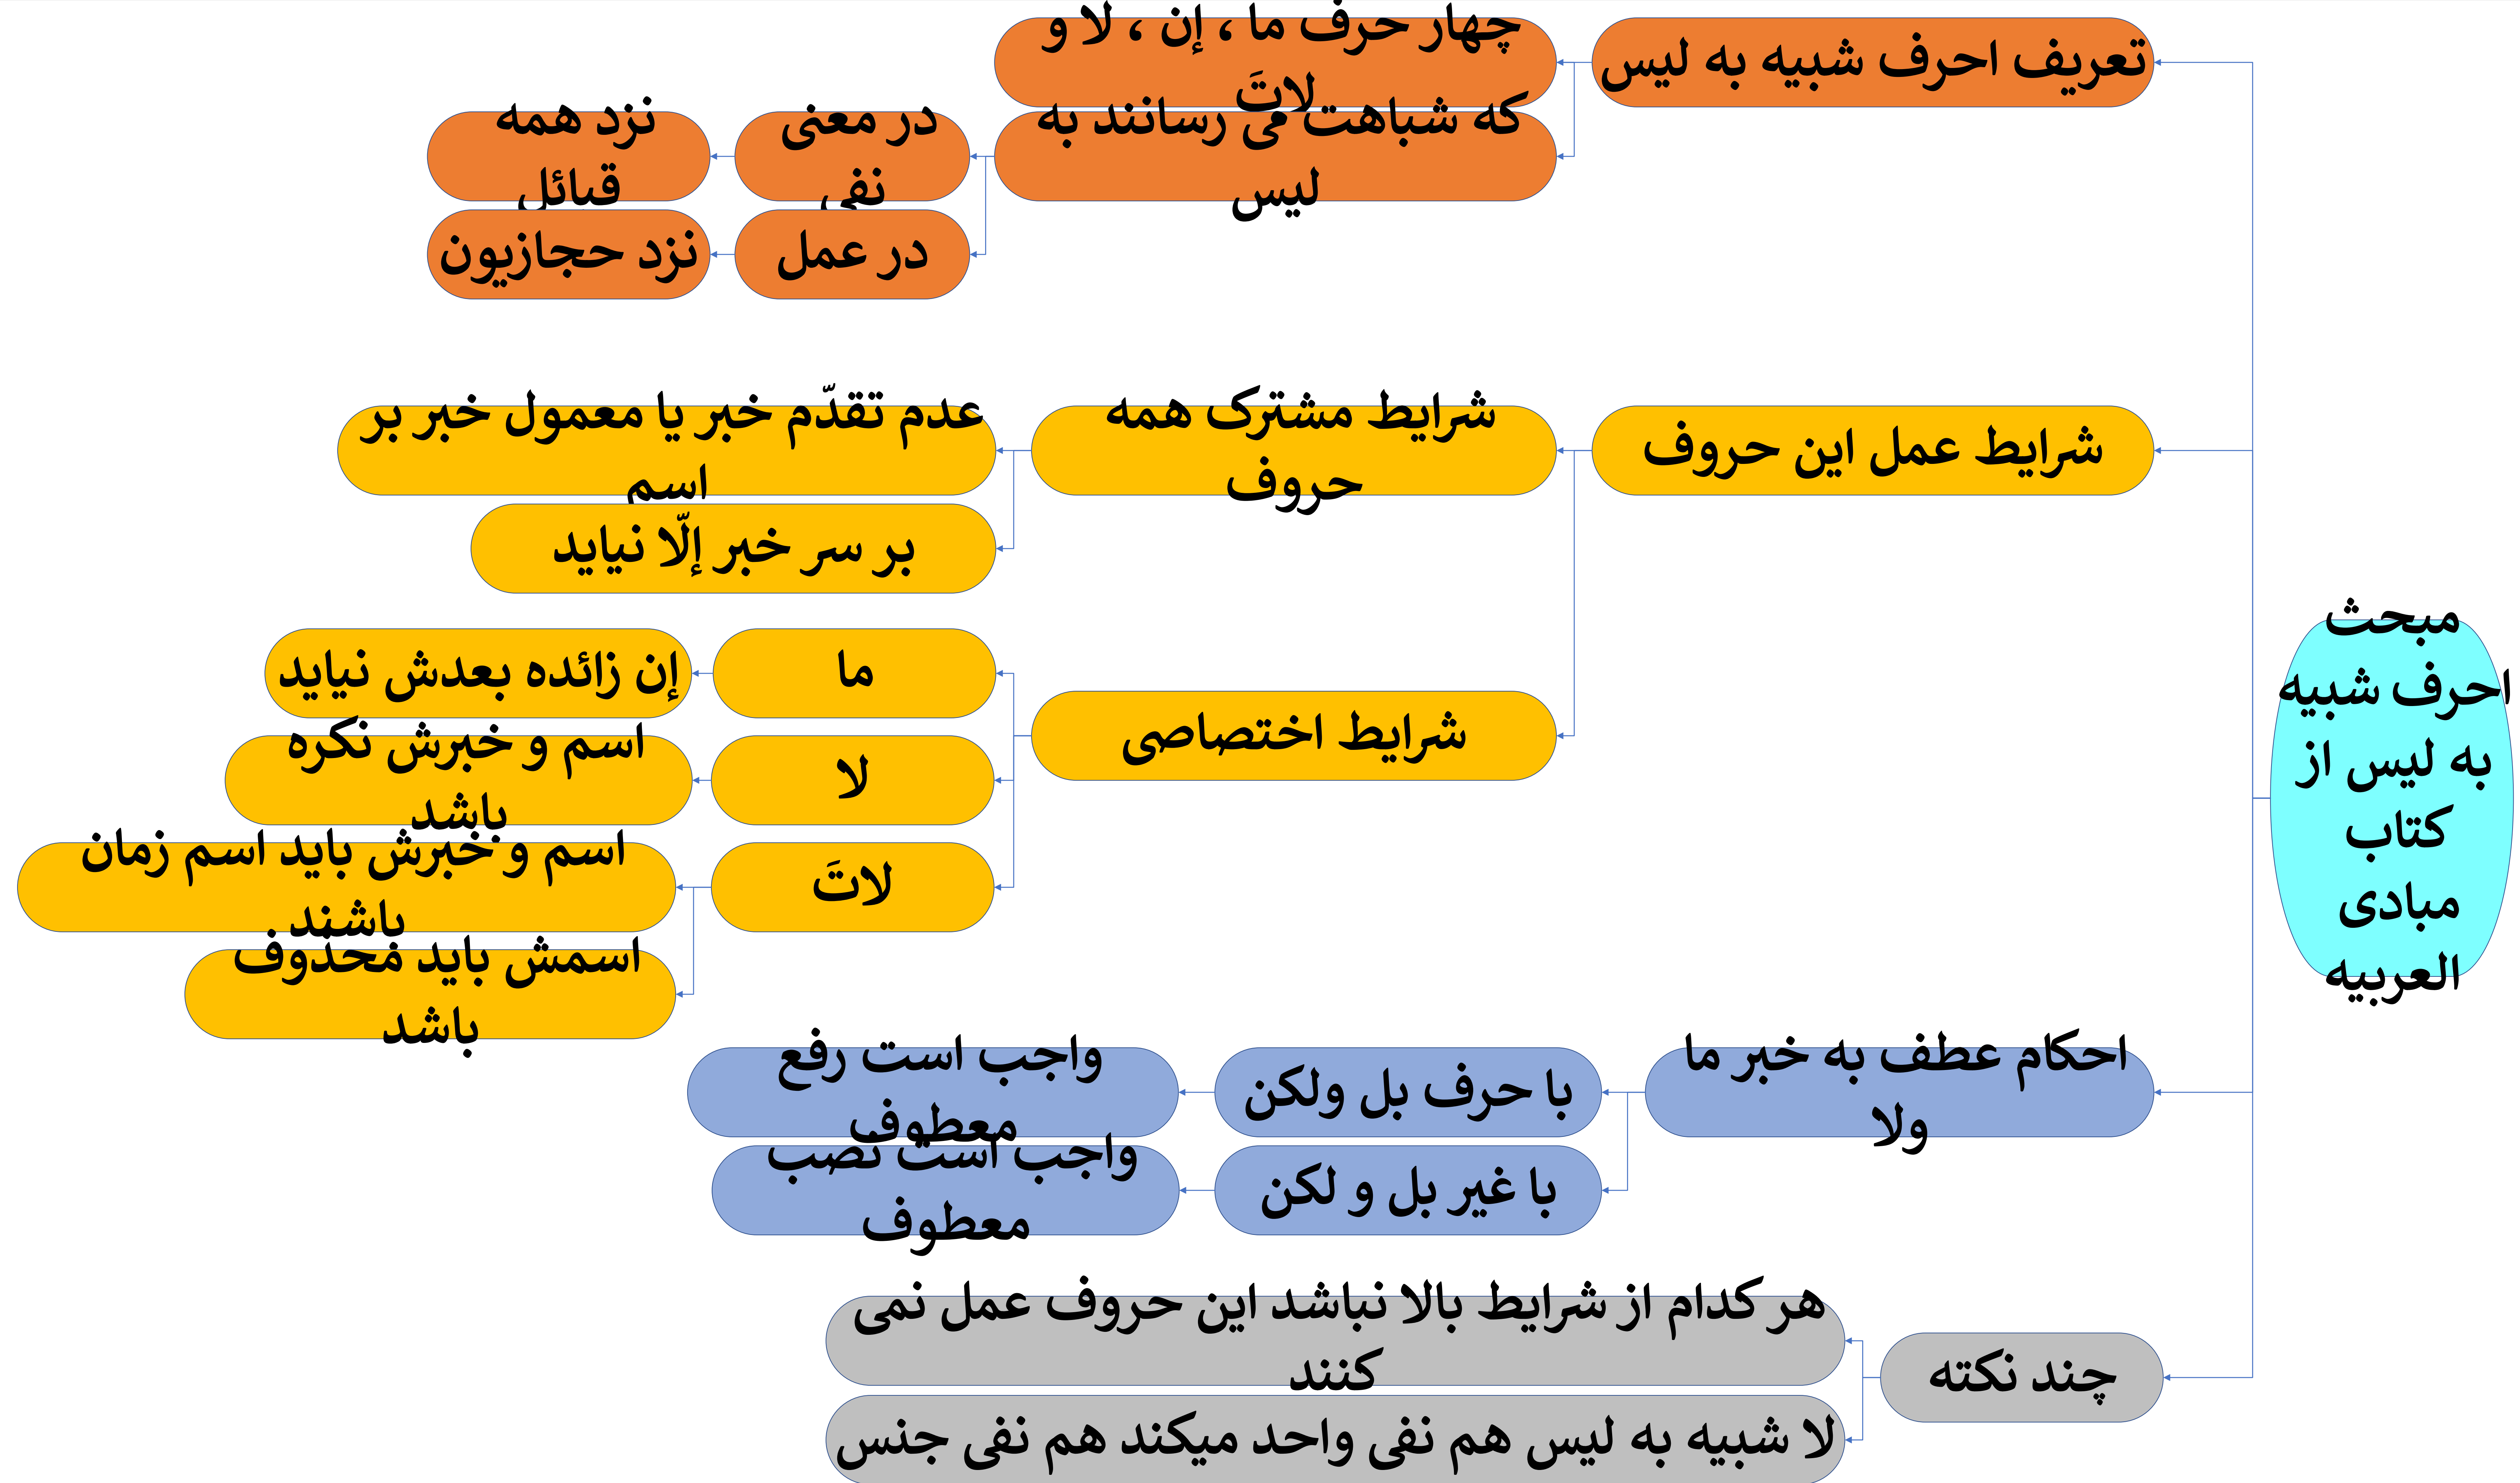 مبحث
احرف شبیه
به لیس از
کتاب
مبادی
العربیه
تعریف احرف شبیه به لیس
چهار حرف ما ، إن ، لا و
لاتَ
که شباهت می رسانند به
لیس
در معنی
نفی
نزد همه
قبائل
در عمل
نزد حجازیون
شرایط عمل این حروف
شرایط مشترک همه
حروف
عدم تقدّم خبر یا معمول خبر بر
اسم
بر سر خبر إلّا نیاید
شرایط اختصاصی
ما
إن زائده بعدش نیاید
لا
اسم و خبرش نکره
باشد
لاتَ
اسم و خبرش باید اسم زمان
باشند
اسمش باید محذوف
باشد
احکام عطف به خبر ما
ولا
با حرف بل ولکن
واجب است رفع
معطوف
با غیر بل و لکن
واجب است نصب
معطوف
چند نکته
هر کدام از شرایط بالا نباشد این حروف عمل نمی
کنند
لا شبیه به لیس هم نفی واحد میکند هم نفی جنس